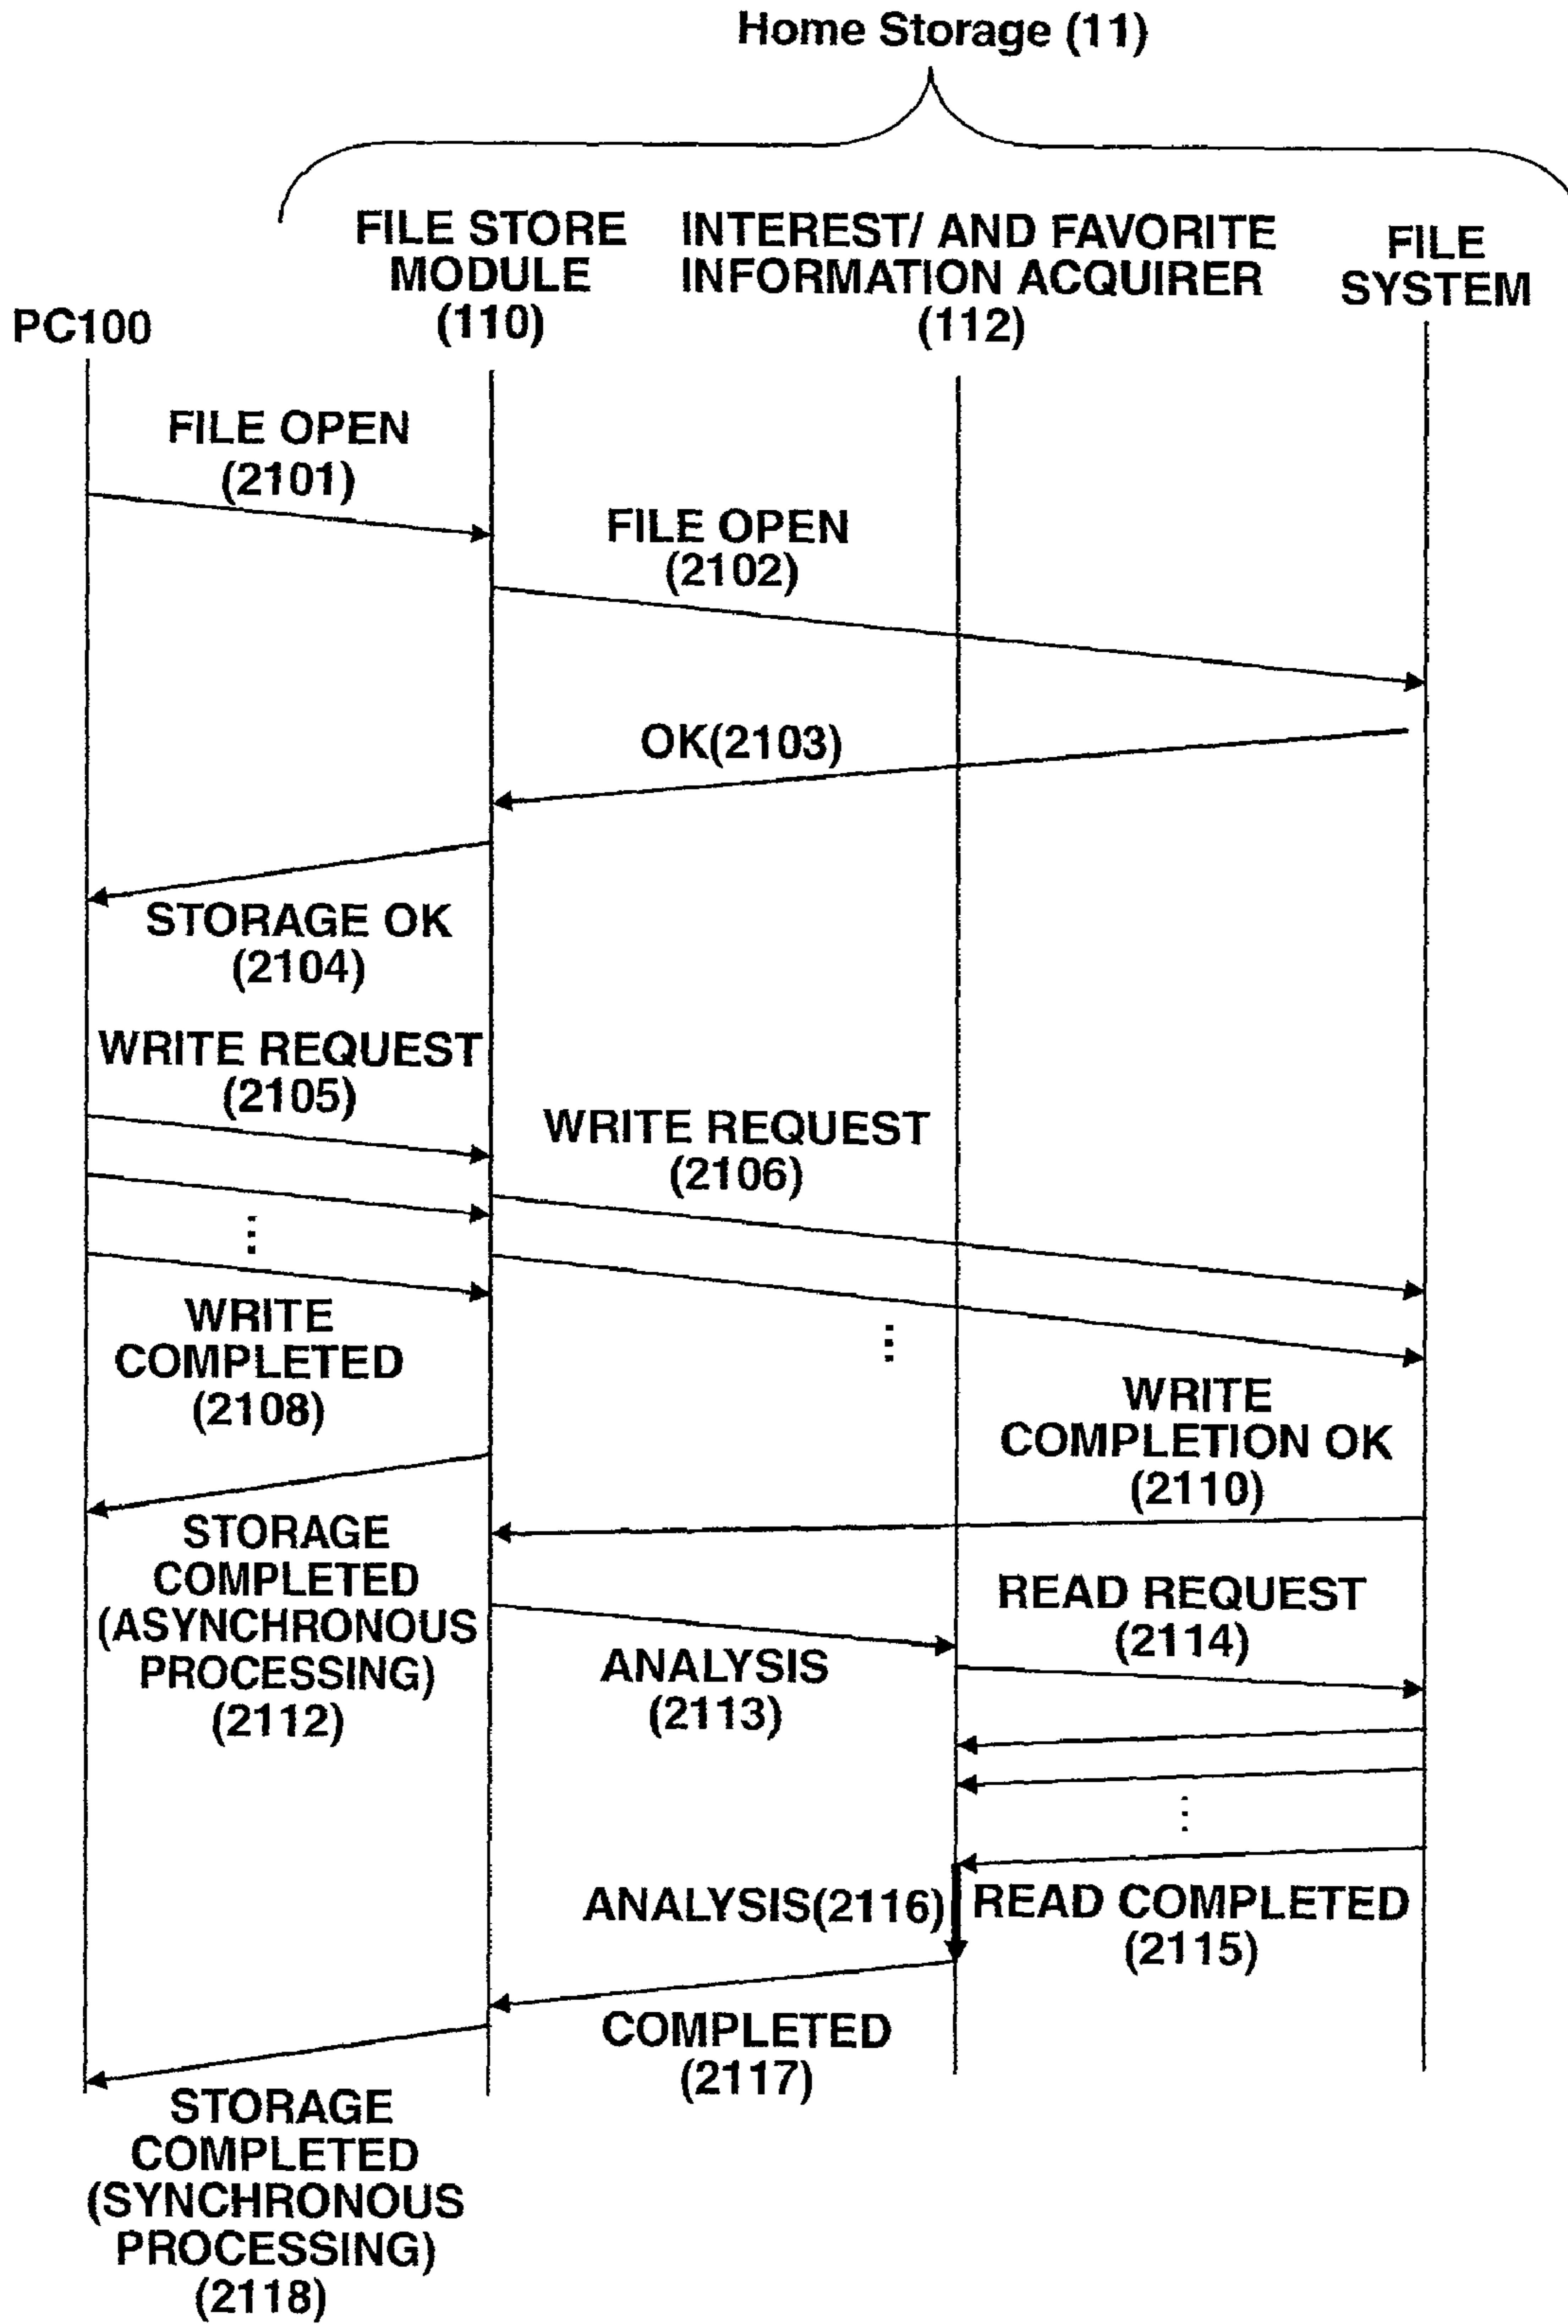 Home Storage (11)
FILE STORE
MODULE
(110)
INTEREST/ AND FAVORITE
INFORMATION ACQUIRER
(112)
FILE
SYSTEM
PC100
FILE OPEN
(2101)
FILE OPEN
(2102)
OK(2103)
STORAGE OK
(2104)
WRITE REQUEST
(2105)
WRITE REQUEST
(2106)
WRITE
COMPLETED
(2108)
WRITE
COMPLETION OK
(2110)
STORAGE
COMPLETED
(ASYNCHRONOUS
PROCESSING)
(2112)
READ REQUEST
(2114)
ANALYSIS
(2113)
ANALYSIS(2116)
READ COMPLETED
(2115)
COMPLETED
(2117)
STORAGE
COMPLETED
(SYNCHRONOUS
PROCESSING)
(2118)